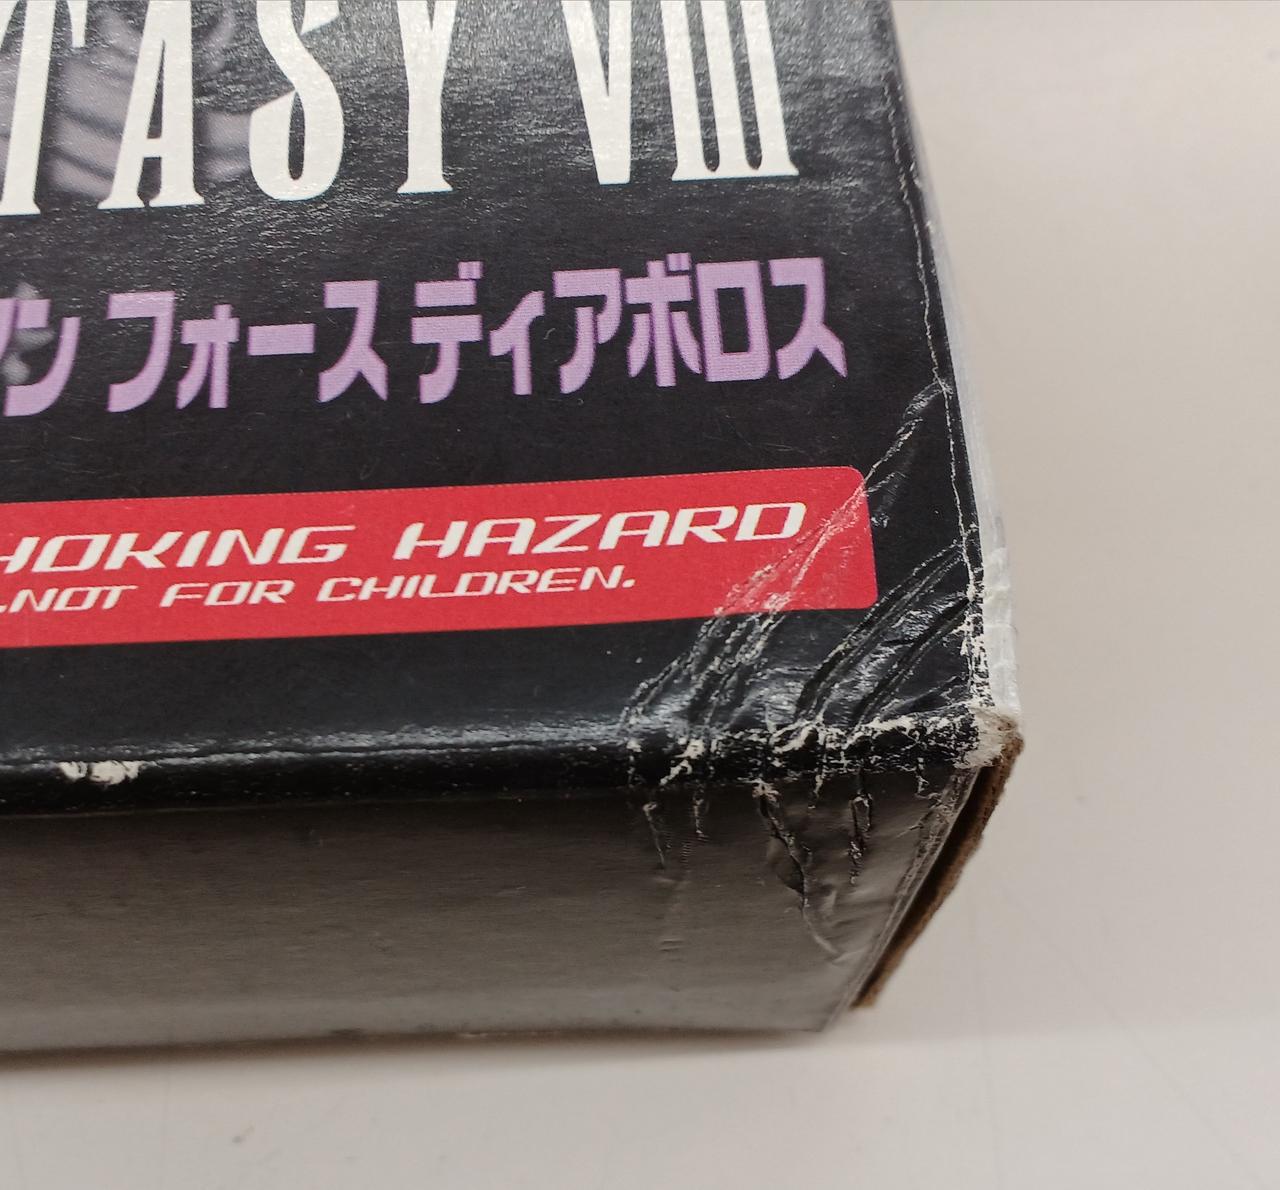 TASY VIII
ン フォース ディアボロス
HOKING HAZARD
.NOT FOR CHILDREN.